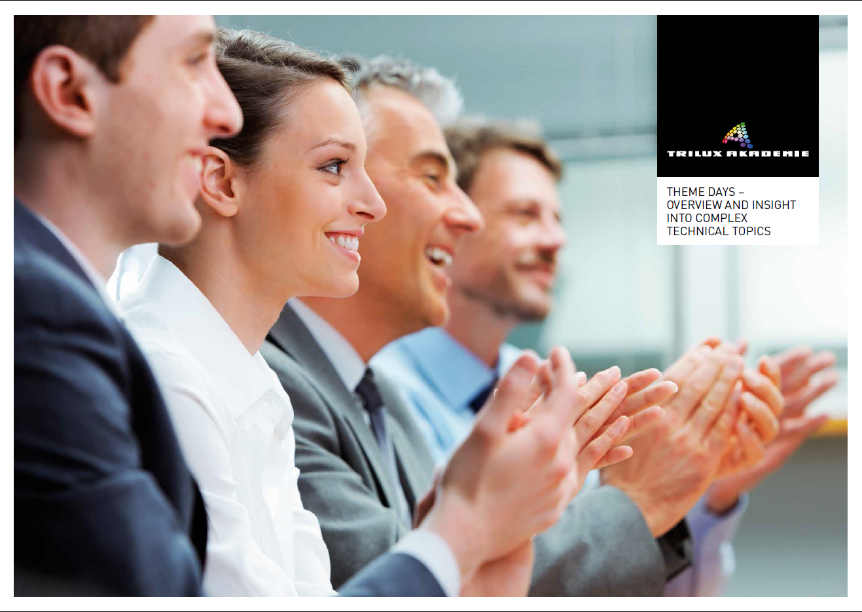 TRILUX AKADEMIE
THEME DAYS –
OVERVIEW AND INSIGHT
INTO COMPLEX
TECHNICAL TOPICS